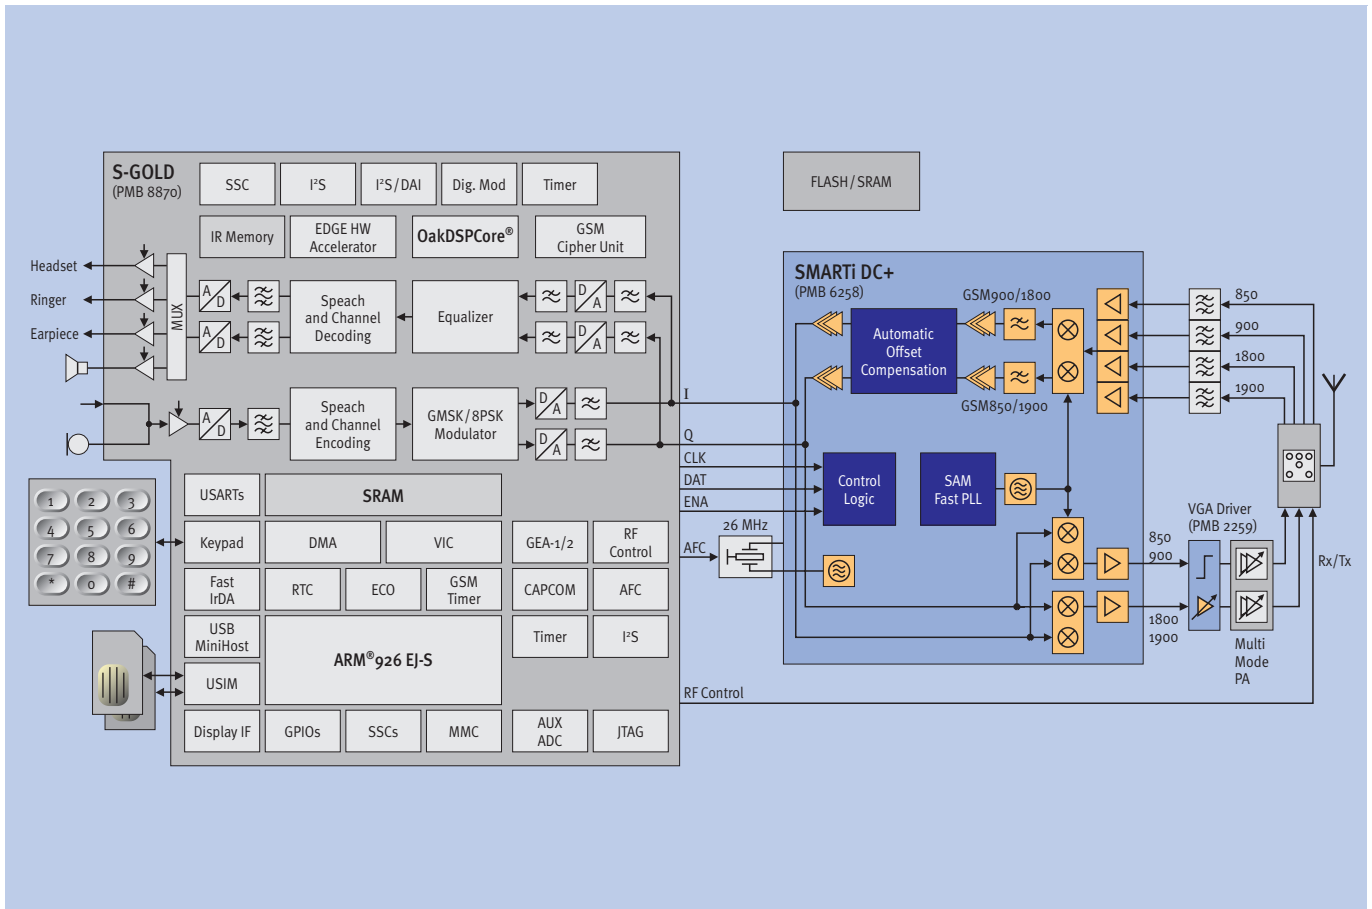 S-GOLD
(PMB 8870)
SSC
I²S
I²S/DAI
Dig. Mod
Timer
FLASH/SRAM
IR Memory
EDGE HW
Accelerator
OakDSPCore®
GSM
Cipher Unit
Headset
Ringer
Earpiece
MUX
A
D
A
D
Speach
and Channel
Decoding
Equalizer
D
A
D
A
SMARTi DC+
(PMB 6258)
GSM900/1800
Automatic
Offset
Compensation
GSM850/1900
850
900
1800
1900
A
D
Speach
and Channel
Encoding
GMSK/8PSK
Modulator
D
A
D
A
I
Q
CLK
DAT
ENA
Control
Logic
SAM
Fast PLL
1 2 3
4 5 6
7 8 9
* 0 #
USARTs
SRAM
Keypad
DMA
VIC
GEA-1/2
RF
Control
AFC
26 MHz
850
900
VGA Driver
(PMB 2259)
Rx/Tx
Fast
IrDA
RTC
ECO
GSM
Timer
CAPCOM
AFC
USB
MiniHost
ARM®926 EJ-S
Timer
I²S
1800
1900
Multi
Mode
PA
USIM
RF Control
Display IF
GPIOs
SSCs
MMC
AUX
ADC
JTAG